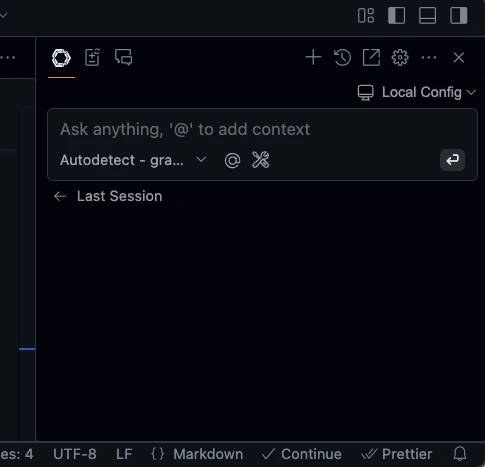 Local Config
Ask anything, '@' to add context
Autodetect - gra...
Last Session
es: 4 UTF-8 LF {} Markdown Continue Prettier